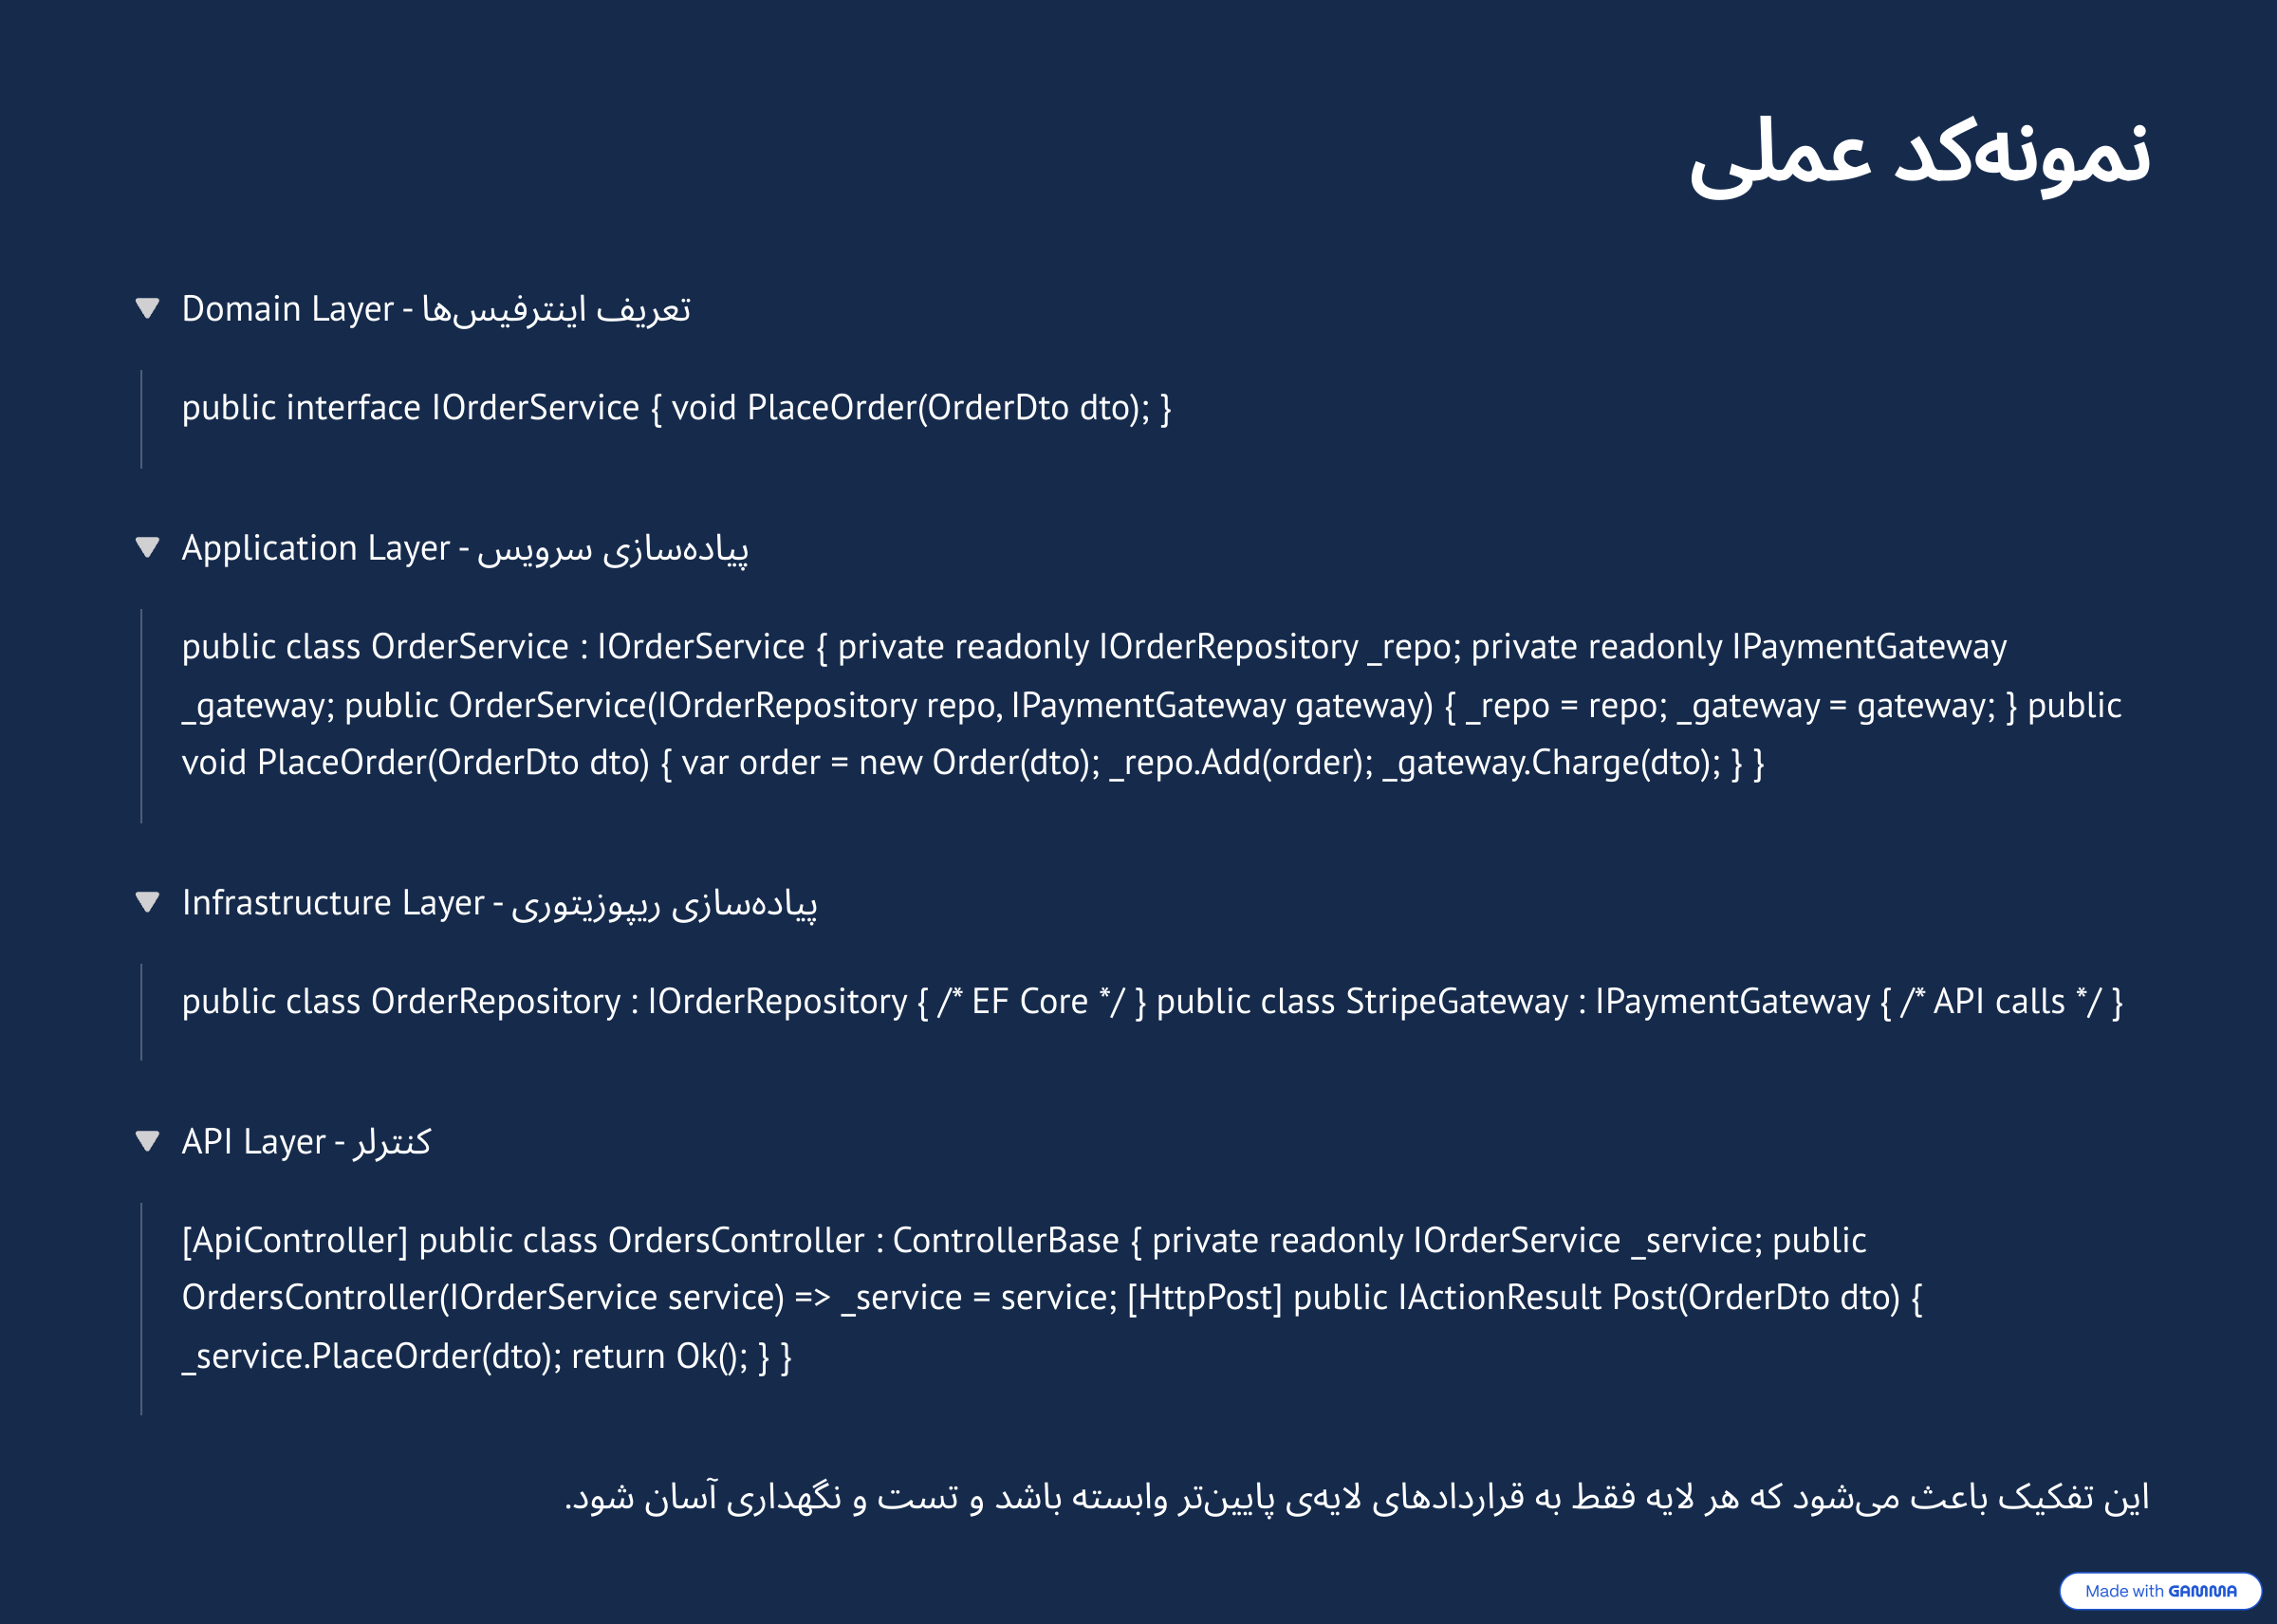 نمونه‌کد عملی
Domain Layer - تعریف اینترفیس‌ها
public interface IOrderService { void PlaceOrder(OrderDto dto); }
Application Layer - پیاده‌سازی سرویس
public class OrderService : IOrderService { private readonly IOrderRepository _repo; private readonly IPaymentGateway
_gateway; public OrderService(IOrderRepository repo, IPaymentGateway gateway) { _repo = repo; _gateway = gateway; } public
void PlaceOrder(OrderDto dto) { var order = new Order(dto); _repo.Add(order); _gateway.Charge(dto); } }
Infrastructure Layer - پیاده‌سازی ریپوزیتوری
public class OrderRepository : IOrderRepository { /* EF Core */ } public class StripeGateway : IPaymentGateway { /* API calls */ }
API Layer - کنترلر
[ApiController] public class OrdersController : ControllerBase { private readonly IOrderService _service; public
OrdersController(IOrderService service) => _service = service; [HttpPost] public IActionResult Post(OrderDto dto) {
_service.PlaceOrder(dto); return Ok(); } }
این تفکیک باعث می‌شود که هر لایه فقط به قراردادهای لایه‌ی پایین‌تر وابسته باشد و تست و نگهداری آسان شود.
Made with GAMMA